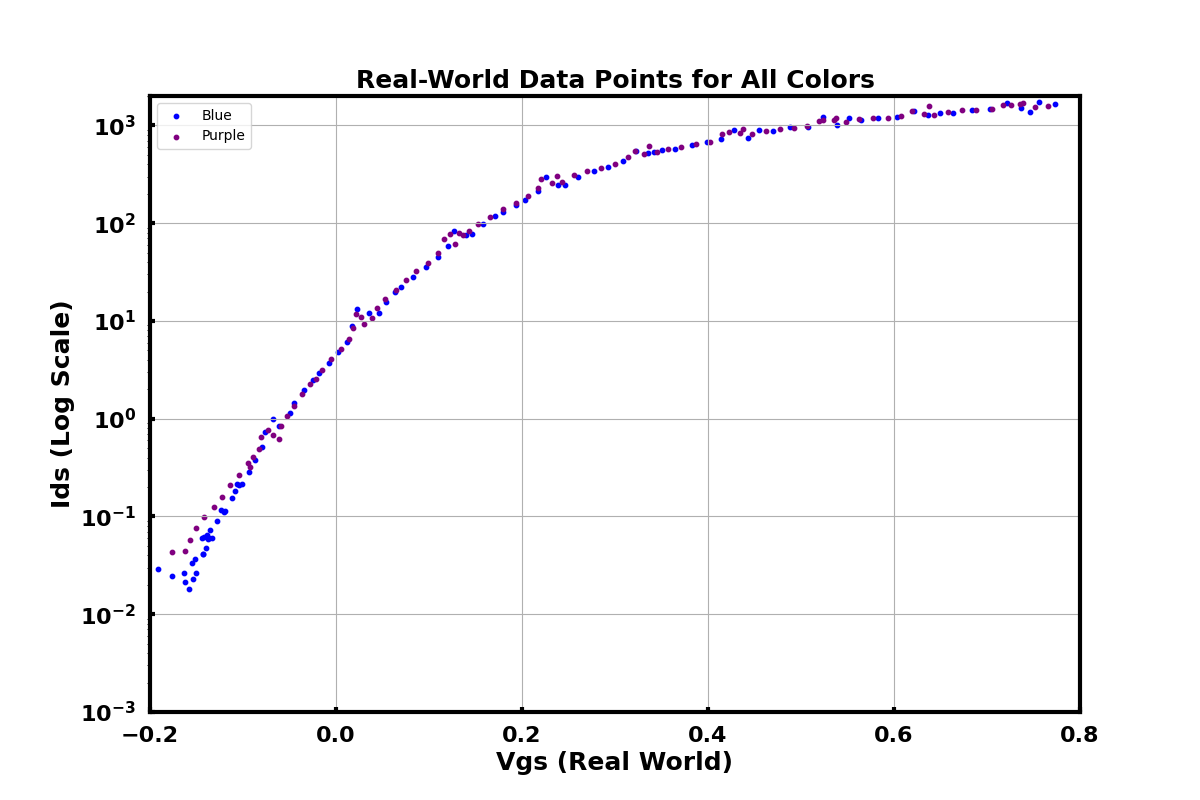 Real-World Data Points for All Colors
Blue
Purple
10³
10²
10¹
10⁰
10⁻¹
10⁻²
10⁻³
Ids (Log Scale)
−0.2 0.0 0.2 0.4 0.6 0.8
Vgs (Real World)